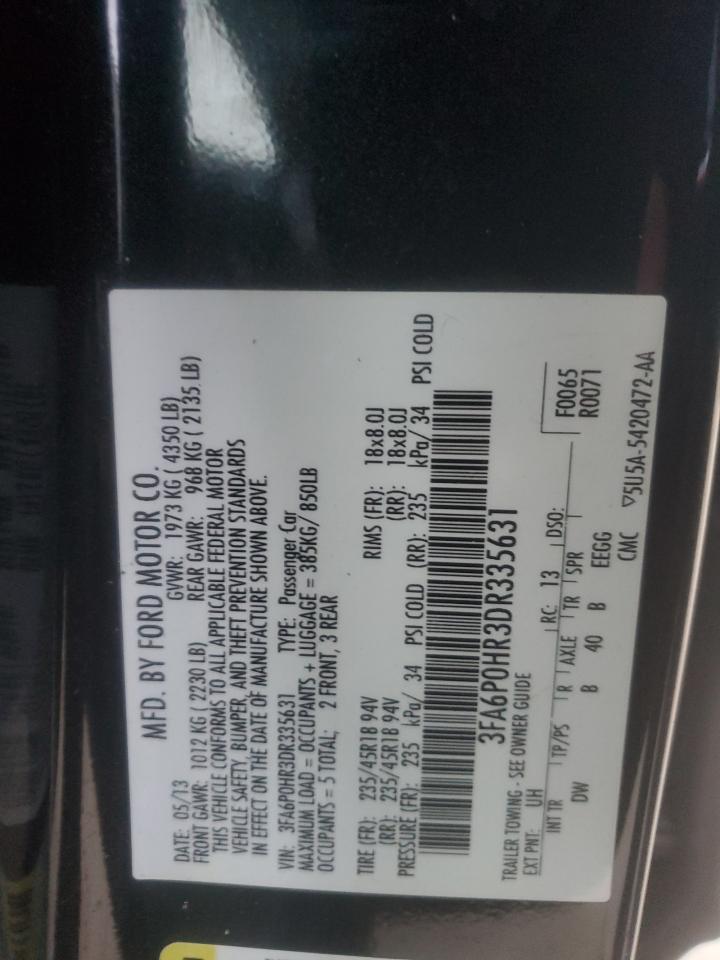 MFD. BY FORD MOTOR CO.
DATE: 05/13 GVWR: 1973 KG ( 4350 LB)
FRONT GAWR: 1012 KG ( 2230 LB) REAR GAWR: 968 KG ( 2135 LB)
THIS VEHICLE CONFORMS TO ALL APPLICABLE FEDERAL MOTOR
VEHICLE SAFETY, BUMPER, AND THEFT PREVENTION STANDARDS
IN EFFECT ON THE DATE OF MANUFACTURE SHOWN ABOVE.
VIN: 3FA6P0HR3DR335631 TYPE: Passenger Car
MAXIMUM LOAD = OCCUPANTS + LUGGAGE = 385KG/ 850LB
OCCUPANTS = 5 TOTAL; 2 FRONT, 3 REAR
TIRE (FR): 235/45R18 94V RIMS (FR): 18x8.0J
(RR): 235/45R18 94V (RR): 18x8.0J
PRESSURE (FR): 235 kPa/ 34 PSI COLD (RR): 235 kPa/ 34 PSI COLD
3FA6P0HR3DR335631
TRAILER TOWING - SEE OWNER GUIDE
EXT PNT: UH RC: 13 DSO: F0065
INT TR TP/PS R AXLE TR SPR R0071
DW B 40 B EEGG
CMC ▽5U5A-5420472-AA